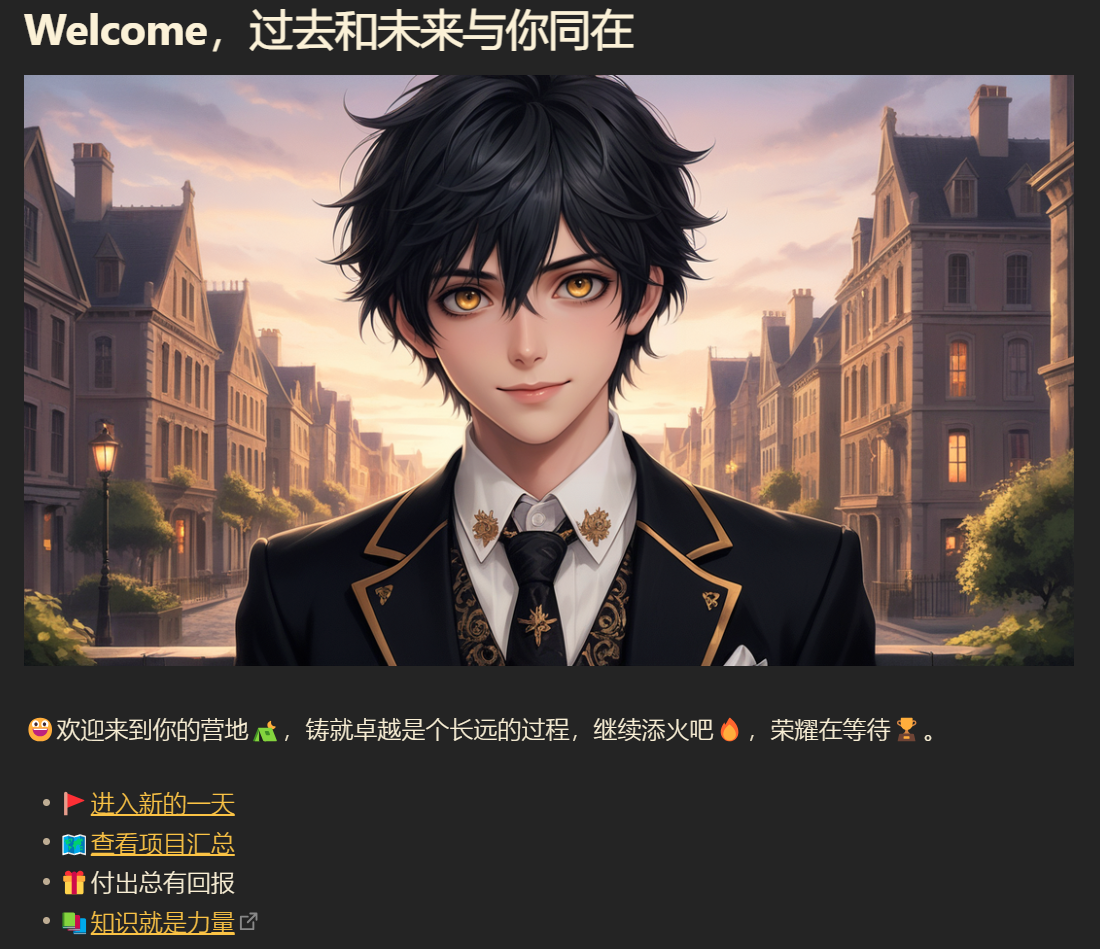 Welcome，过去和未来与你同在
😀欢迎来到你的营地🏕️，铸就卓越是个长远的过程，继续添火吧🔥，荣耀在等待🏆。
🚩进入新的一天
🗺️查看项目汇总
🎁付出总有回报
📚知识就是力量